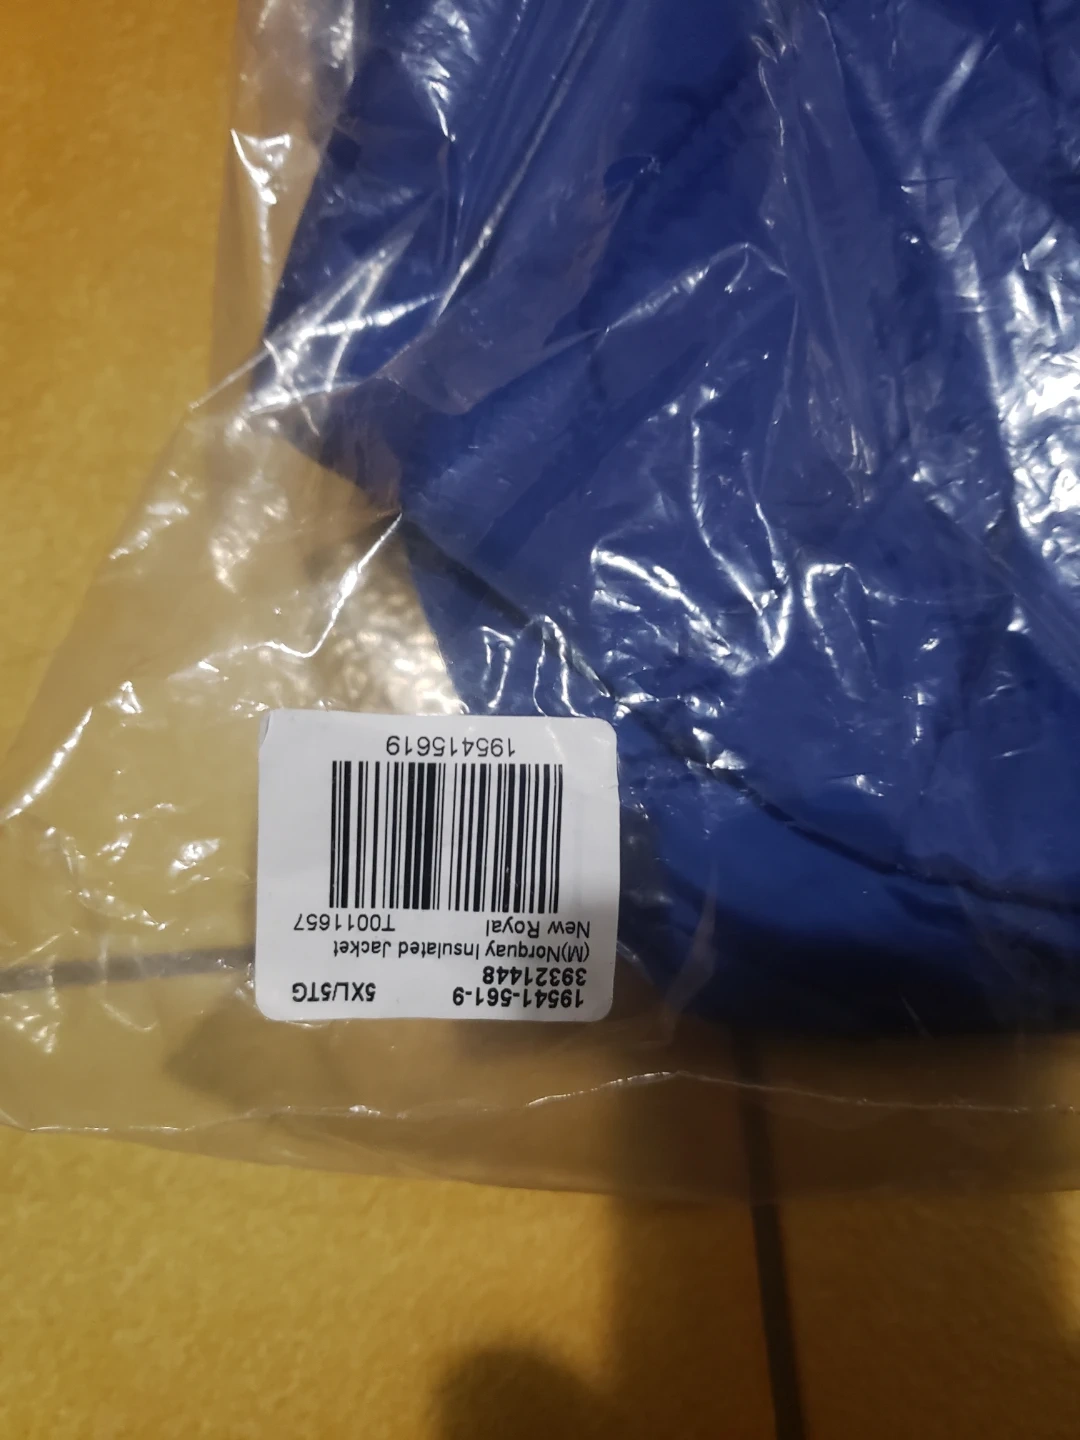 19541-561-9 5XL/5TG
39321448
(M)Norquay Insulated Jacket
New Royal T0011657
195415619